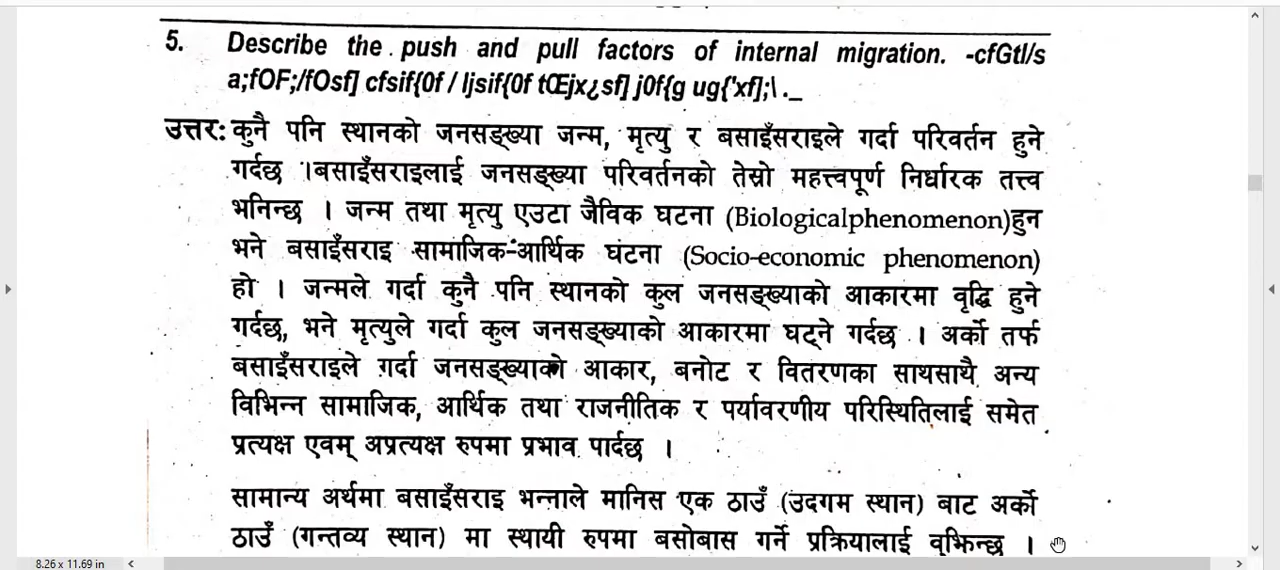 5. Describe the push and pull factors of internal migration. -cfGtl/s
a;fOF;/fOsf] cfsif{0f / ljsif{0f tŒjx¿sf] j0f{g ug{'xf];\ ._
उत्तर: कुनै पनि स्थानको जनसङ्ख्या जन्म, मृत्यु र बसाइँसराइले गर्दा परिवर्तन हुने
गर्दछ ।बसाइँसराइलाई जनसङ्ख्या परिवर्तनको तेस्रो महत्त्वपूर्ण निर्धारक तत्त्व
भनिन्छ । जन्म तथा मृत्यु एउटा जैविक घटना (Biologicalphenomenon)हुन
भने बसाइँसराइ सामाजिक-आर्थिक घटना (Socio-economic phenomenon)
हो । जन्मले गर्दा कुनै पनि स्थानको कुल जनसङ्ख्याको आकारमा वृद्धि हुने
गर्दछ, भने मृत्युले गर्दा कुल जनसङ्ख्याको आकारमा घट्ने गर्दछ । अर्को तर्फ
बसाइँसराइले गर्दा जनसङ्ख्याको आकार, बनोट र वितरणका साथसाथै अन्य
विभिन्न सामाजिक, आर्थिक तथा राजनीतिक र पर्यावरणीय परिस्थितिलाई समेत
प्रत्यक्ष एवम् अप्रत्यक्ष रुपमा प्रभाव पार्दछ ।
सामान्य अर्थमा बसाइँसराइ भन्नाले मानिस एक ठाउँ (उदगम स्थान) बाट अर्को
ठाउँ (गन्तव्य स्थान) मा स्थायी रुपमा बसोबास गर्ने प्रक्रियालाई वुझिन्छ ।
8.26 x 11.69 in